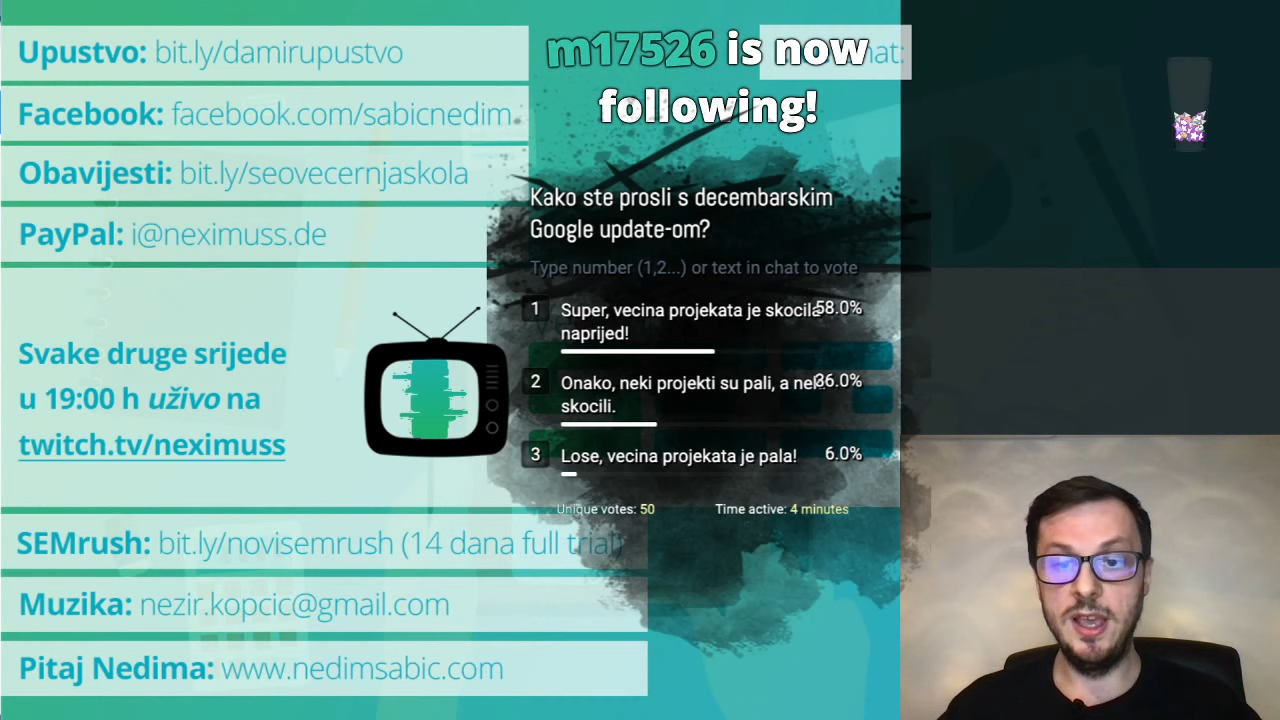 Upustvo: bit.ly/damirupustvo
Facebook: facebook.com/sabicnedim
Obavijesti: bit.ly/seovecernjaskola
PayPal: i@neximuss.de
Svake druge srijede
u 19:00 h uživo na
twitch.tv/neximuss
SEMrush: bit.ly/novisemrush (14 dana full trial)
Muzika: nezir.kopcic@gmail.com
Pitaj Nedima: www.nedimsabic.com
m17526 is now
following!
Kako ste prosli s decembarskim
Google update-om?
Type number (1,2...) or text in chat to vote
1 Super, vecina projekata je skocila 58.0%
naprijed!
2 Onako, neki projekti su pali, a 36.0%
skocili.
3 Lose, vecina projekata je pala! 6.0%
Unique votes: 50 Time active: 4 minutes